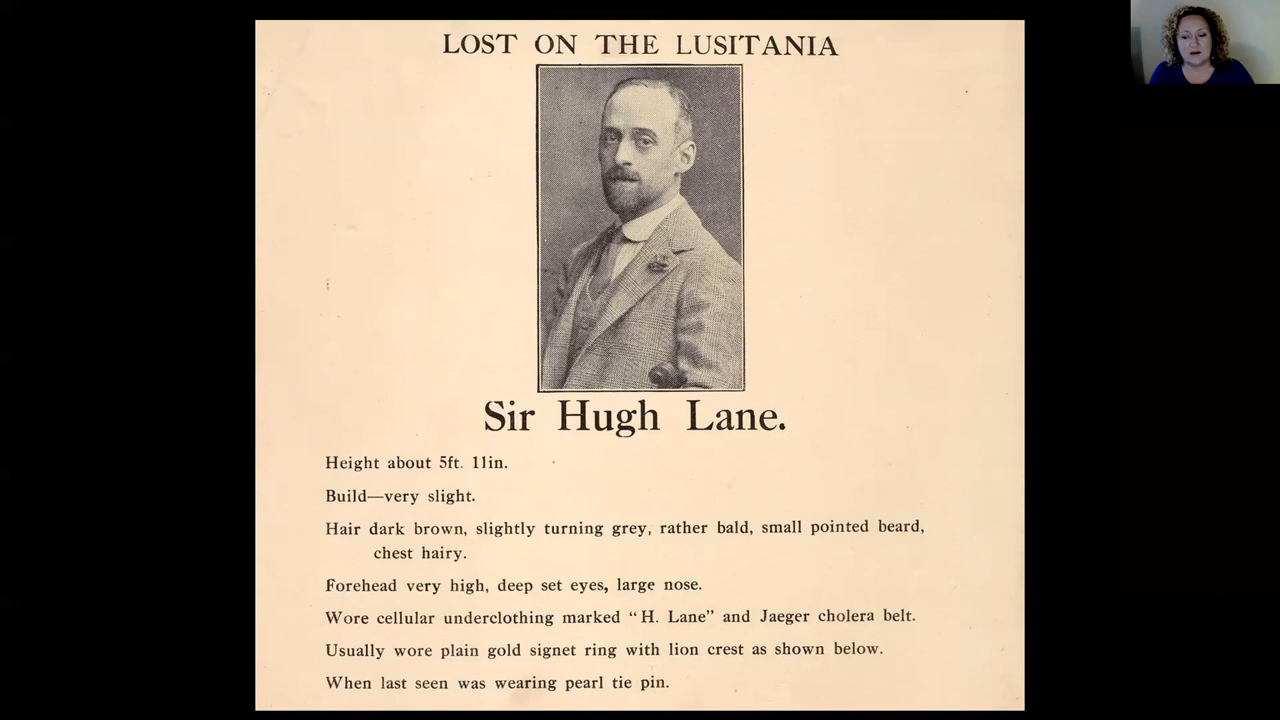 LOST ON THE LUSITANIA
Sir Hugh Lane.
Height about 5ft. 11in.
Build—very slight.
Hair dark brown, slightly turning grey, rather bald, small pointed beard,
chest hairy.
Forehead very high, deep set eyes, large nose.
Wore cellular underclothing marked "H. Lane" and Jaeger cholera belt.
Usually wore plain gold signet ring with lion crest as shown below.
When last seen was wearing pearl tie pin.